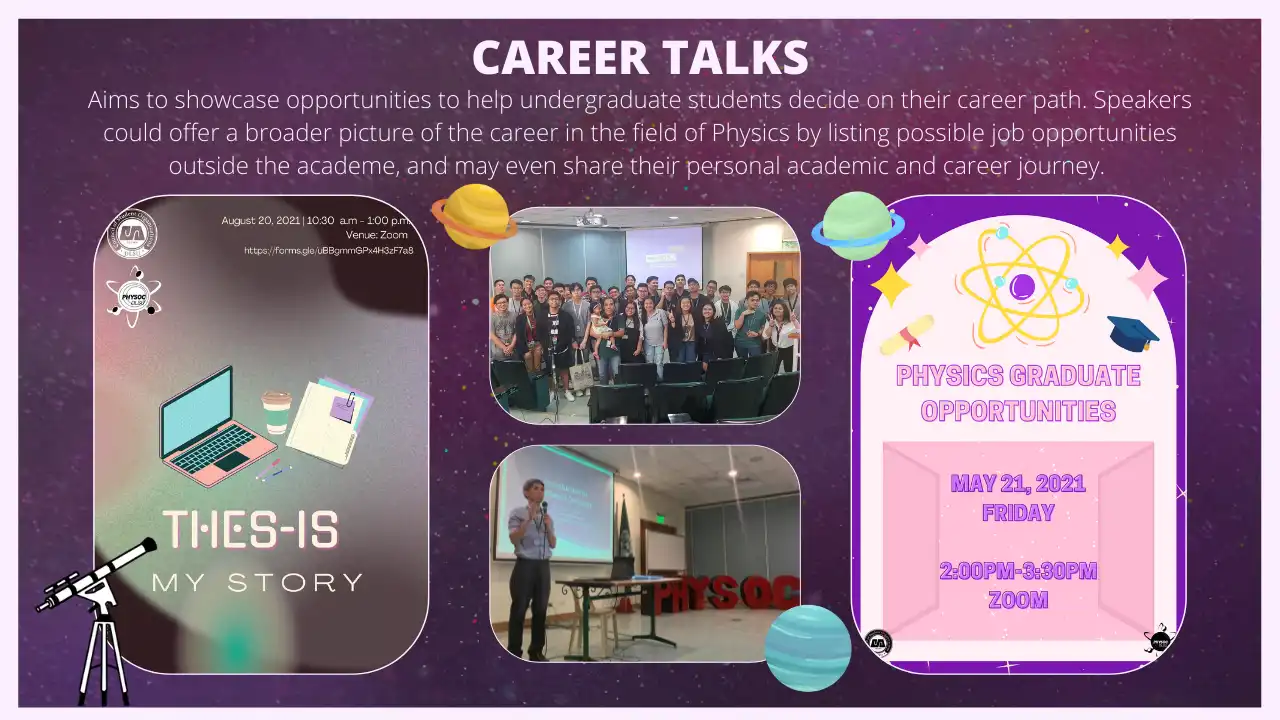 CAREER TALKS
Aims to showcase opportunities to help undergraduate students decide on their career path. Speakers
could offer a broader picture of the career in the field of Physics by listing possible job opportunities
outside the academe, and may even share their personal academic and career journey.
August 20, 2021 | 10:30 a.m - 1:00 p.m.
Venue: Zoom
https://forms.gle/uBBgmmGPx4H3zF7a8
PHYSOC
THES-IS
MY STORY
PHYSOC
PHYSICS GRADUATE
OPPORTUNITIES
MAY 21, 2021
FRIDAY
2:00PM-3:30PM
ZOOM